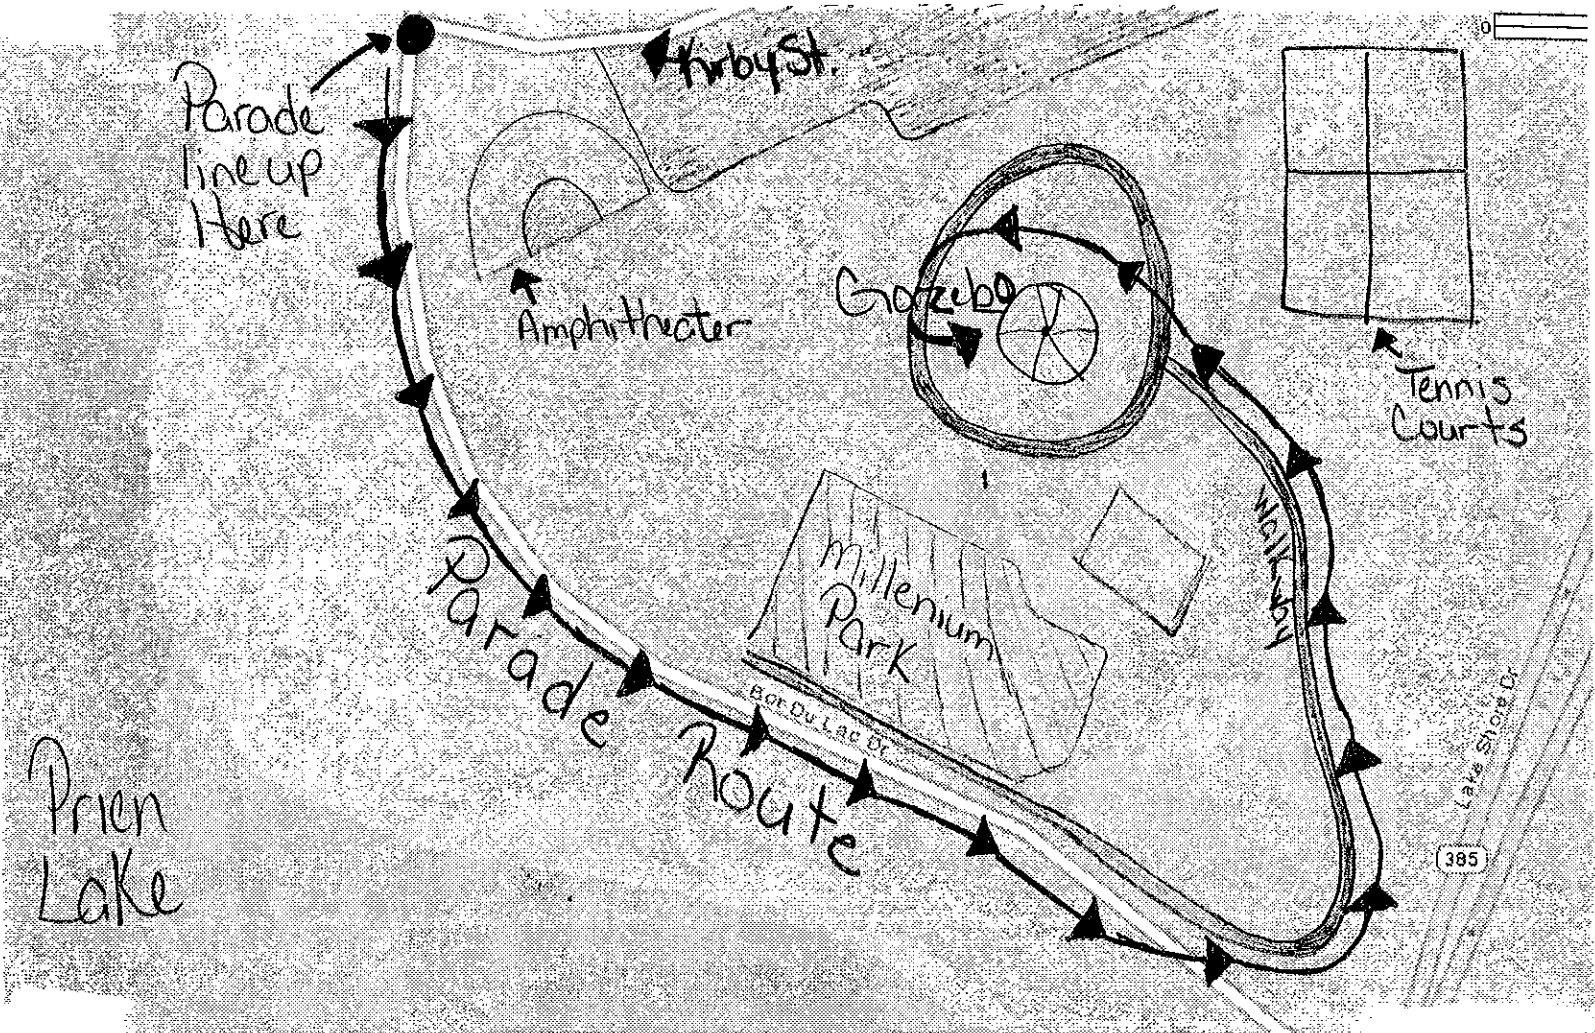 0
Kirby St.
Parade
line up
Here
Gazebo
Amphitheater
Tennis
Courts
Walkway
Millenium
Park
Parade Route
Bor Du Lac Dr
Lake Shore Dr
385
Prien
Lake